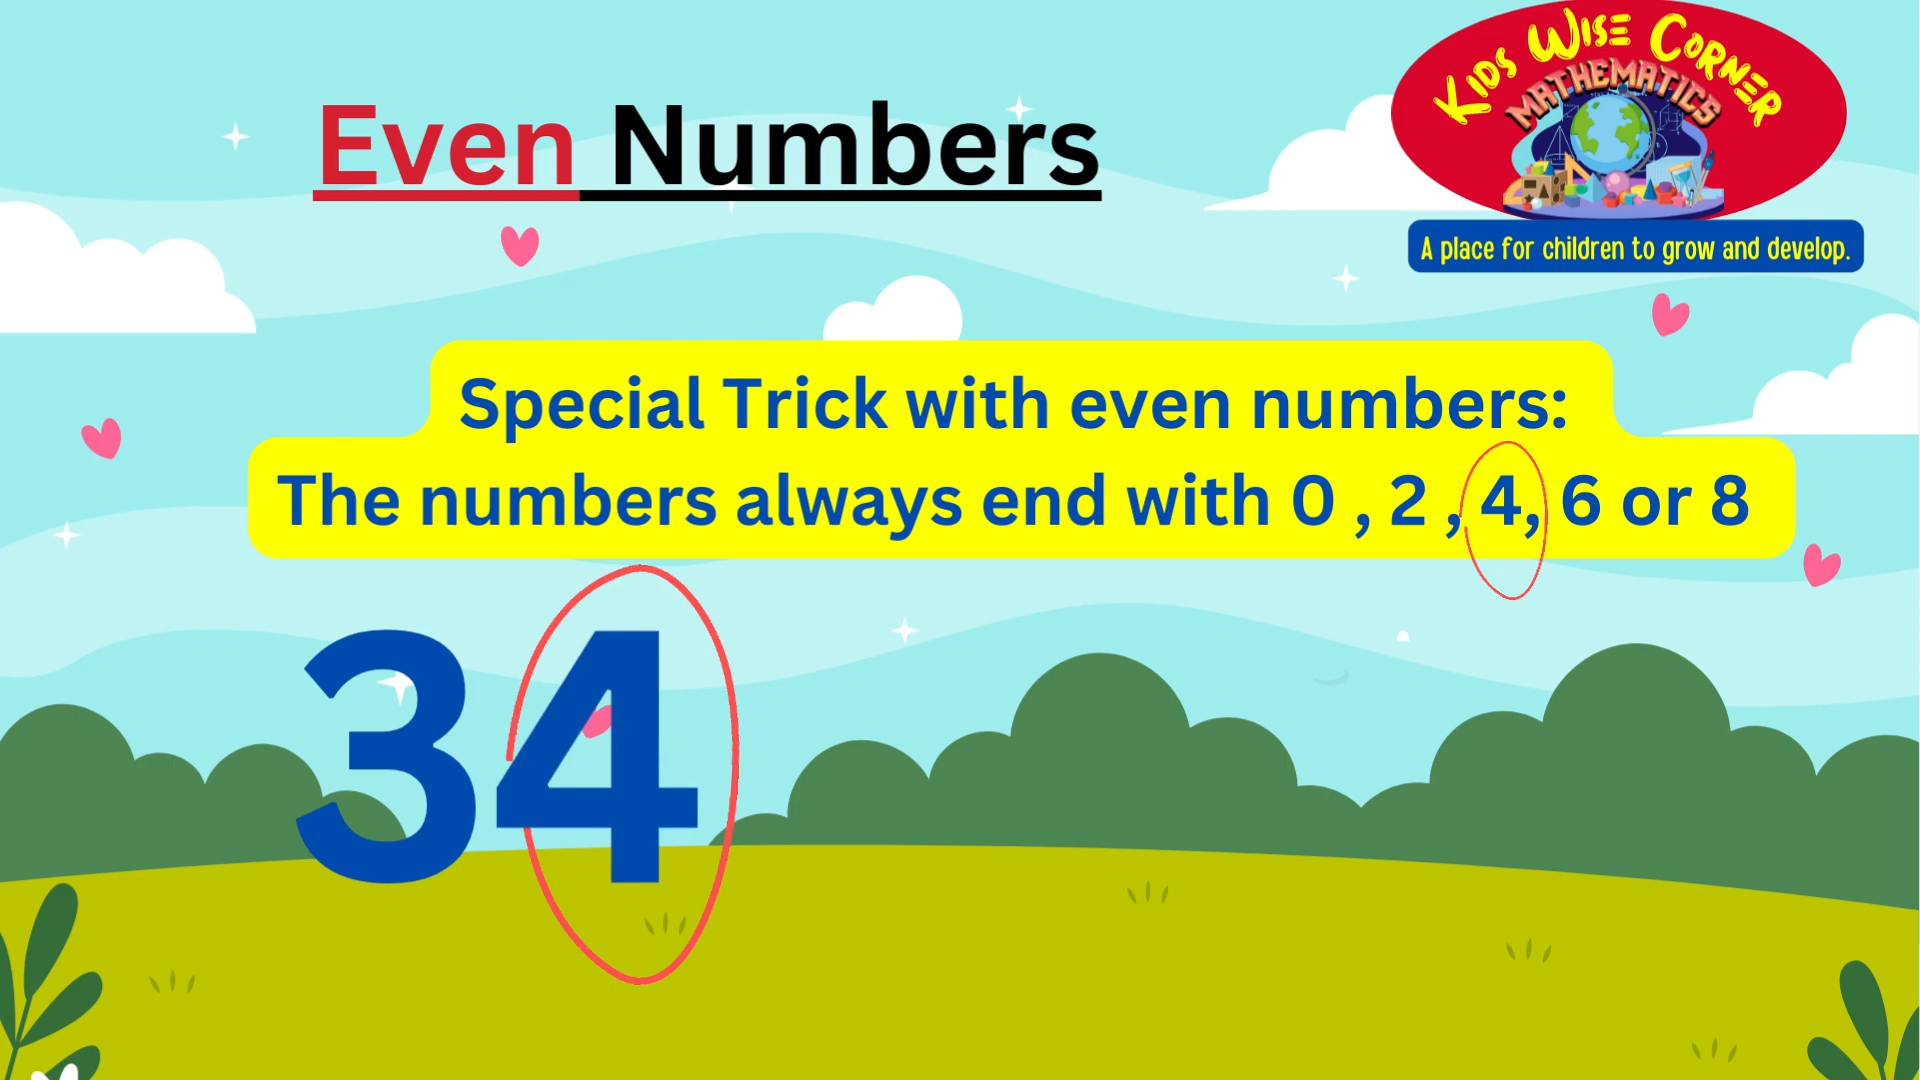 Kids Wise Corner
MATHEMATICS
A place for children to grow and develop.
Even Numbers
Special Trick with even numbers:
The numbers always end with 0 , 2 , 4, 6 or 8
34